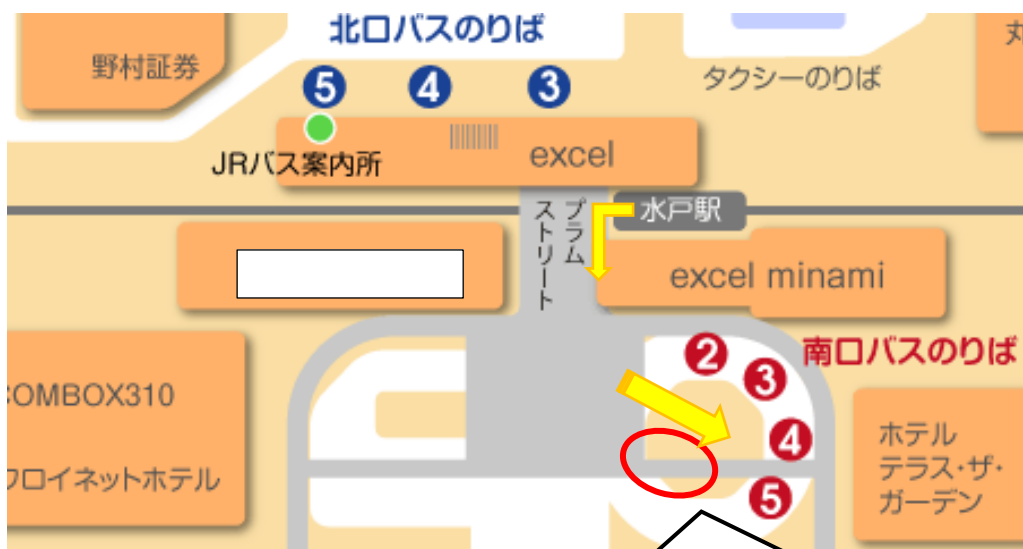 北口バスのりば
野村証券
タクシーのりば
5 4 3
excel
JRバス案内所
水戸駅
プラム
ストリート
excel minami
2
3
南口バスのりば
4
5
COMBOX310
フロイネットホテル
ホテル
テラス・ザ・
ガーデン